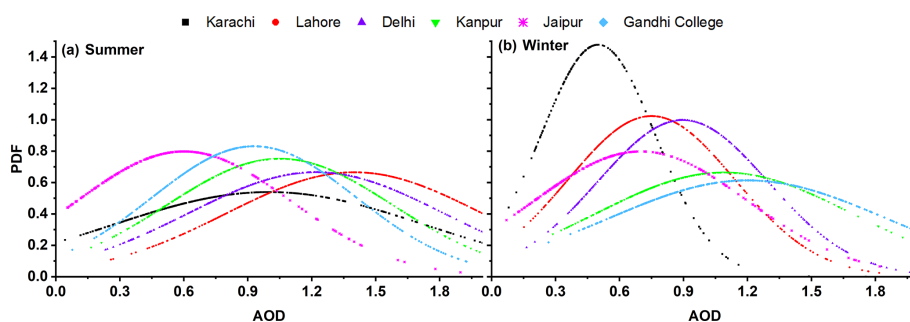 Karachi Lahore Delhi Kanpur Jaipur Gandhi College
(a) Summer
(b) Winter
PDF
1.4
1.2
1.0
0.8
0.6
0.4
0.2
0.0
0.0 0.3 0.6 0.9 1.2 1.5 1.8
0.0 0.3 0.6 0.9 1.2 1.5 1.8
AOD
AOD